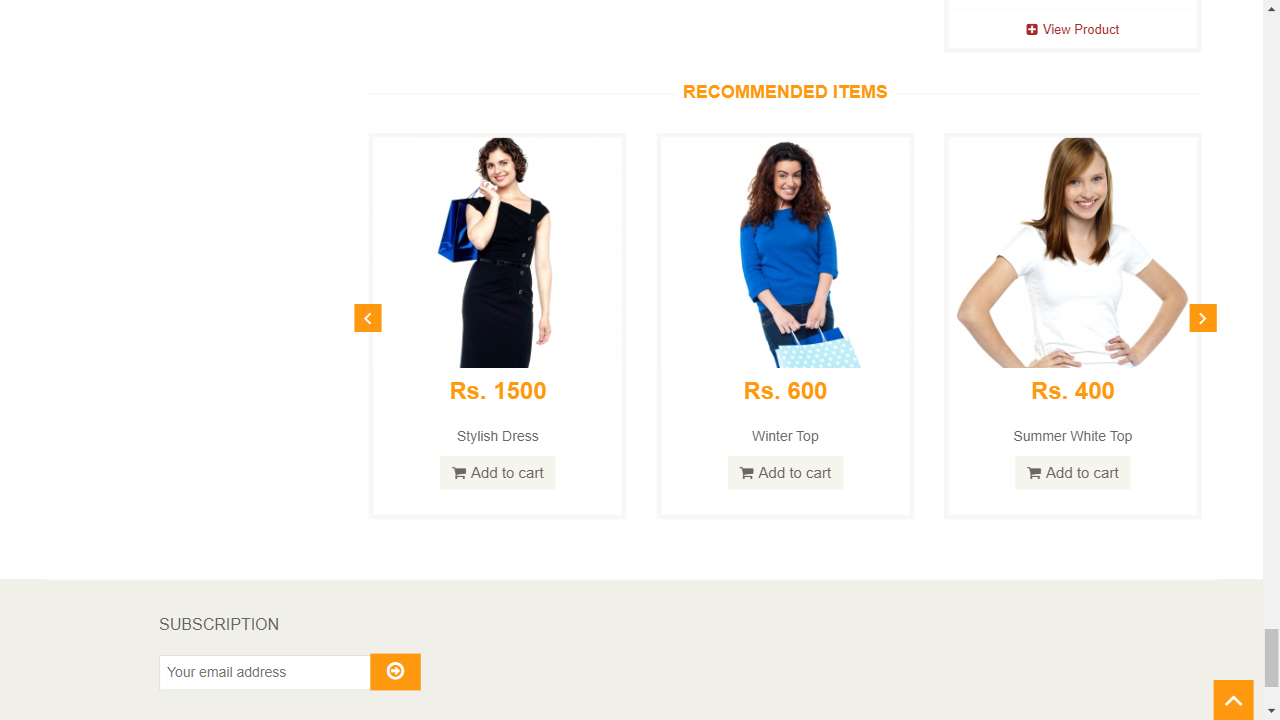 View Product
RECOMMENDED ITEMS
Rs. 1500
Stylish Dress
Add to cart
Rs. 600
Winter Top
Add to cart
Rs. 400
Summer White Top
Add to cart
SUBSCRIPTION
Your email address